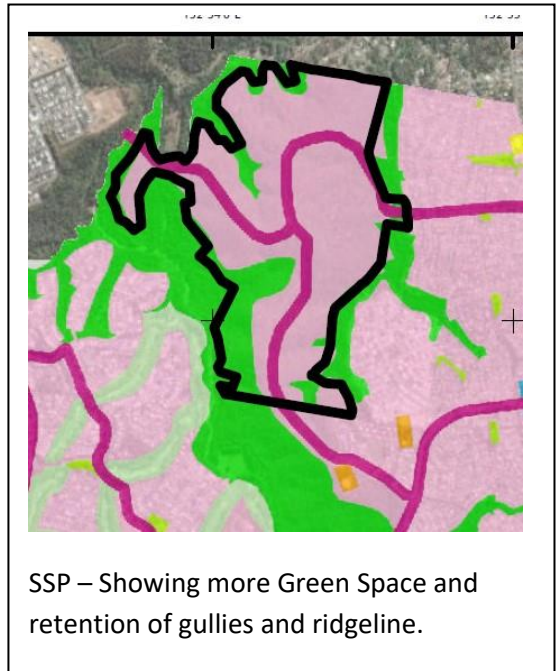 SSP – Showing more Green Space and
retention of gullies and ridgeline.